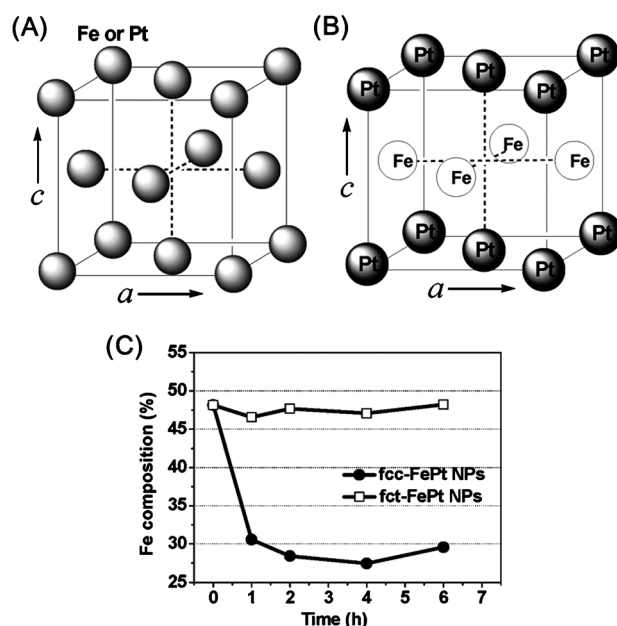 (A)
Fe or Pt
c
a
(B)
Pt Pt Pt
Pt Pt
Fe Fe
Fe Fe
c
Pt Pt Pt
Pt Pt
a
(C)
Fe composition (%)
55
50
45
40
35
30
25
fcc-FePt NPs
fct-FePt NPs
0 1 2 3 4 5 6 7
Time (h)